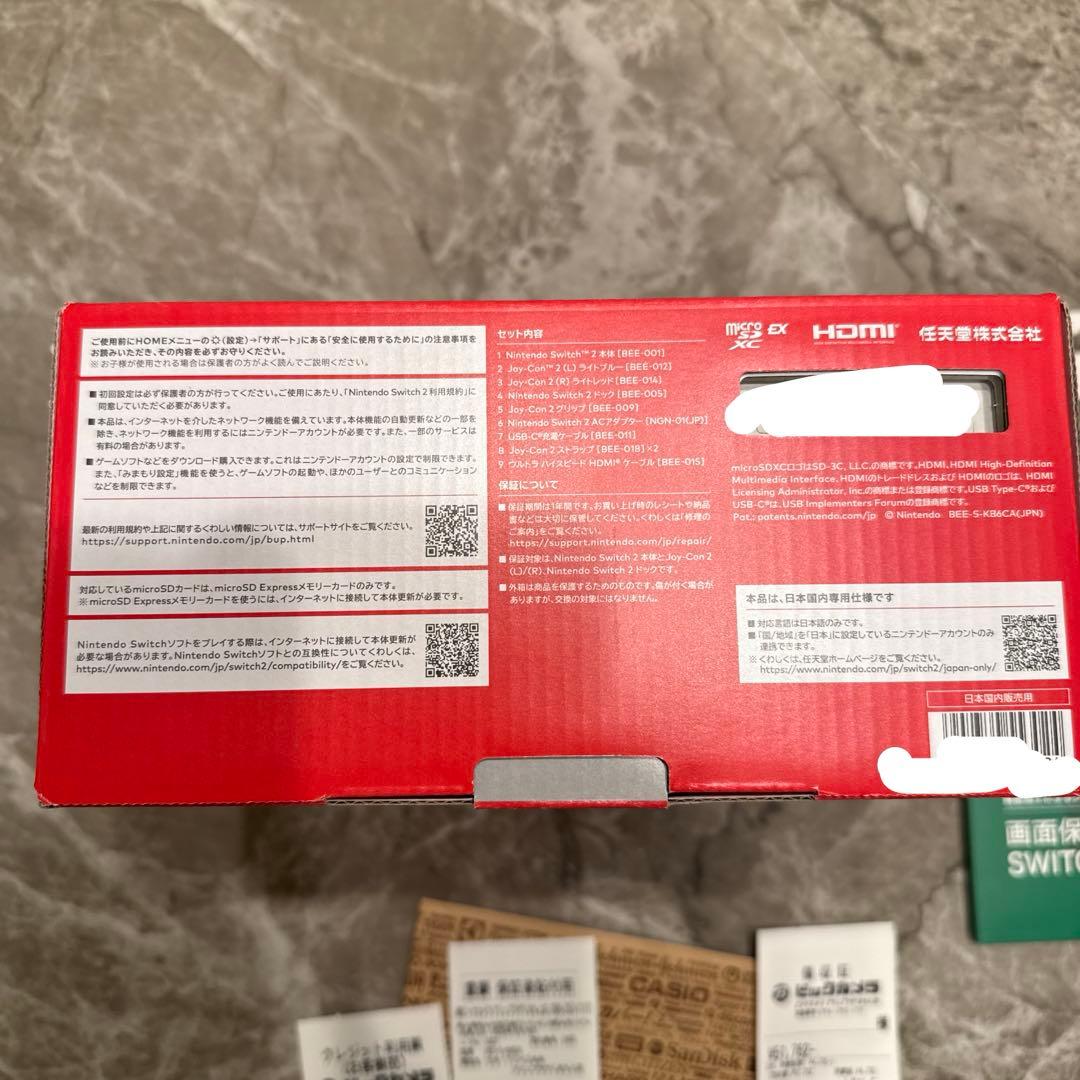 ご使用前にHOMEメニューの(設定)→「サポート」にある「安全に使用するために」の注意事項を
お読みいただき、その内容を必ずお守りください。
※お子様が使用される場合は保護者の方がよく読んでご説明ください。
■初回設定は必ず保護者の方が行ってください。ご使用にあたり、「Nintendo Switch 2利用規約」に
同意していただく必要があります。
■本品は、インターネットを介したネットワーク機能を備えています。本体機能の自動更新などの一部を
除き、ネットワーク機能を利用するにはニンテンドーアカウントが必要です。また、一部のサービスは
有料の場合があります。
■ゲームソフトなどをダウンロード購入できます。これはニンテンドーアカウントの設定で制限できます。
また、「みまもり設定」機能を使うと、ゲームソフトの起動や、ほかのユーザーとのコミュニケーション
などを制限できます。
最新の利用規約や上記に関するくわしい情報については、サポートサイトをご覧ください。
https://support.nintendo.com/jp/bup.html
対応しているmicroSDカードは、microSD Expressメモリーカードのみです。
※microSD Expressメモリーカードを使うには、インターネットに接続して本体更新が必要です。
Nintendo Switchソフトをプレイする際は、インターネットに接続して本体更新が
必要な場合があります。Nintendo Switchソフトとの互換性についてくわしくは、
https://www.nintendo.com/jp/switch2/compatibility/をご覧ください。
セット内容
1 Nintendo Switch™ 2 本体 [BEE-001]
2 Joy-Con™ 2 (L) ライトブルー [BEE-012]
3 Joy-Con 2 (R) ライトレッド [BEE-014]
4 Nintendo Switch 2 ドック [BEE-005]
5 Joy-Con 2 グリップ [BEE-009]
6 Nintendo Switch 2 ACアダプター [NGN-01(JP)]
7 USB-C®充電ケーブル [BEE-011]
8 Joy-Con 2 ストラップ [BEE-018]×2
9 ウルトラ ハイスピード HDMI® ケーブル [BEE-015]
保証について
■保証期間は1年間です。お買い上げ時のレシートや納品
書などは大切に保管してください。くわしくは「修理の
ご案内」をご覧ください。
https://support.nintendo.com/jp/repair/
■保証対象は、Nintendo Switch 2 本体とJoy-Con 2
(L)/(R)、Nintendo Switch 2 ドックです。
■外箱は商品を保護するためのものです。傷が付く場合が
ありますが、交換の対象にはなりません。
micro SD XC EX HDMI 任天堂株式会社
microSDXCロゴはSD-3C, LLC.の商標です。HDMI、HDMI High-Definition
Multimedia Interface、HDMIのトレードドレスおよび HDMIのロゴは、HDMI
Licensing Administrator, Inc.の商標または登録商標です。USB Type-C®および
USB-C®は、USB Implementers Forumの登録商標です。
Pat.: patents.nintendo.com/jp © Nintendo BEE-S-KB6CA(JPN)
本品は、日本国内専用仕様です
■対応言語は日本語のみです。
■「国/地域」を「日本」に設定しているニンテンドーアカウントのみ
連携できます。
※くわしくは、任天堂ホームページをご覧ください。
https://www.nintendo.com/jp/switch2/japan-only/
日本国内販売用
画面保
SWITC
CASIO
SanDisk
保証証
ビックカメラ